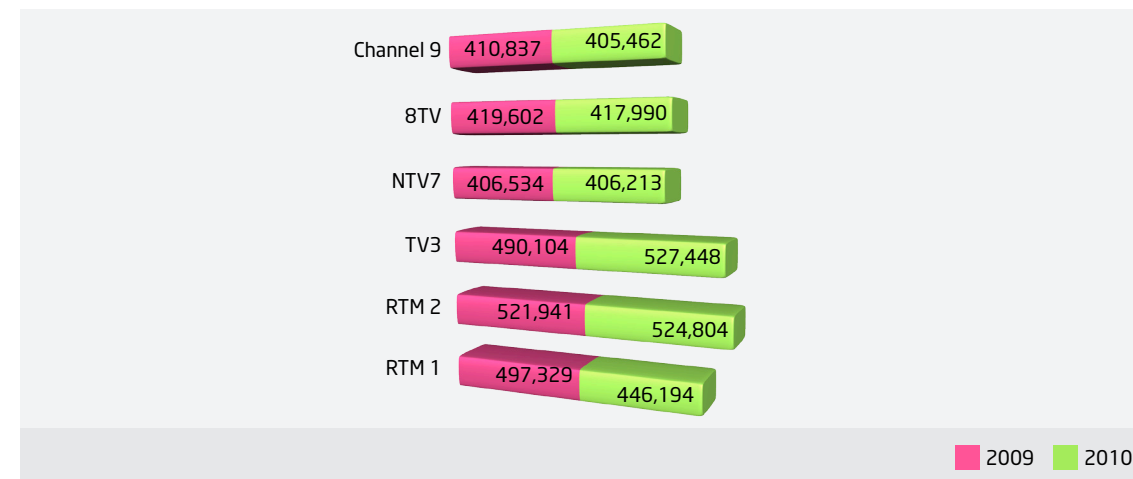 Channel 9 410,837 405,462
8TV 419,602 417,990
NTV7 406,534 406,213
TV3 490,104 527,448
RTM 2 521,941 524,804
RTM 1 497,329 446,194
2009 2010